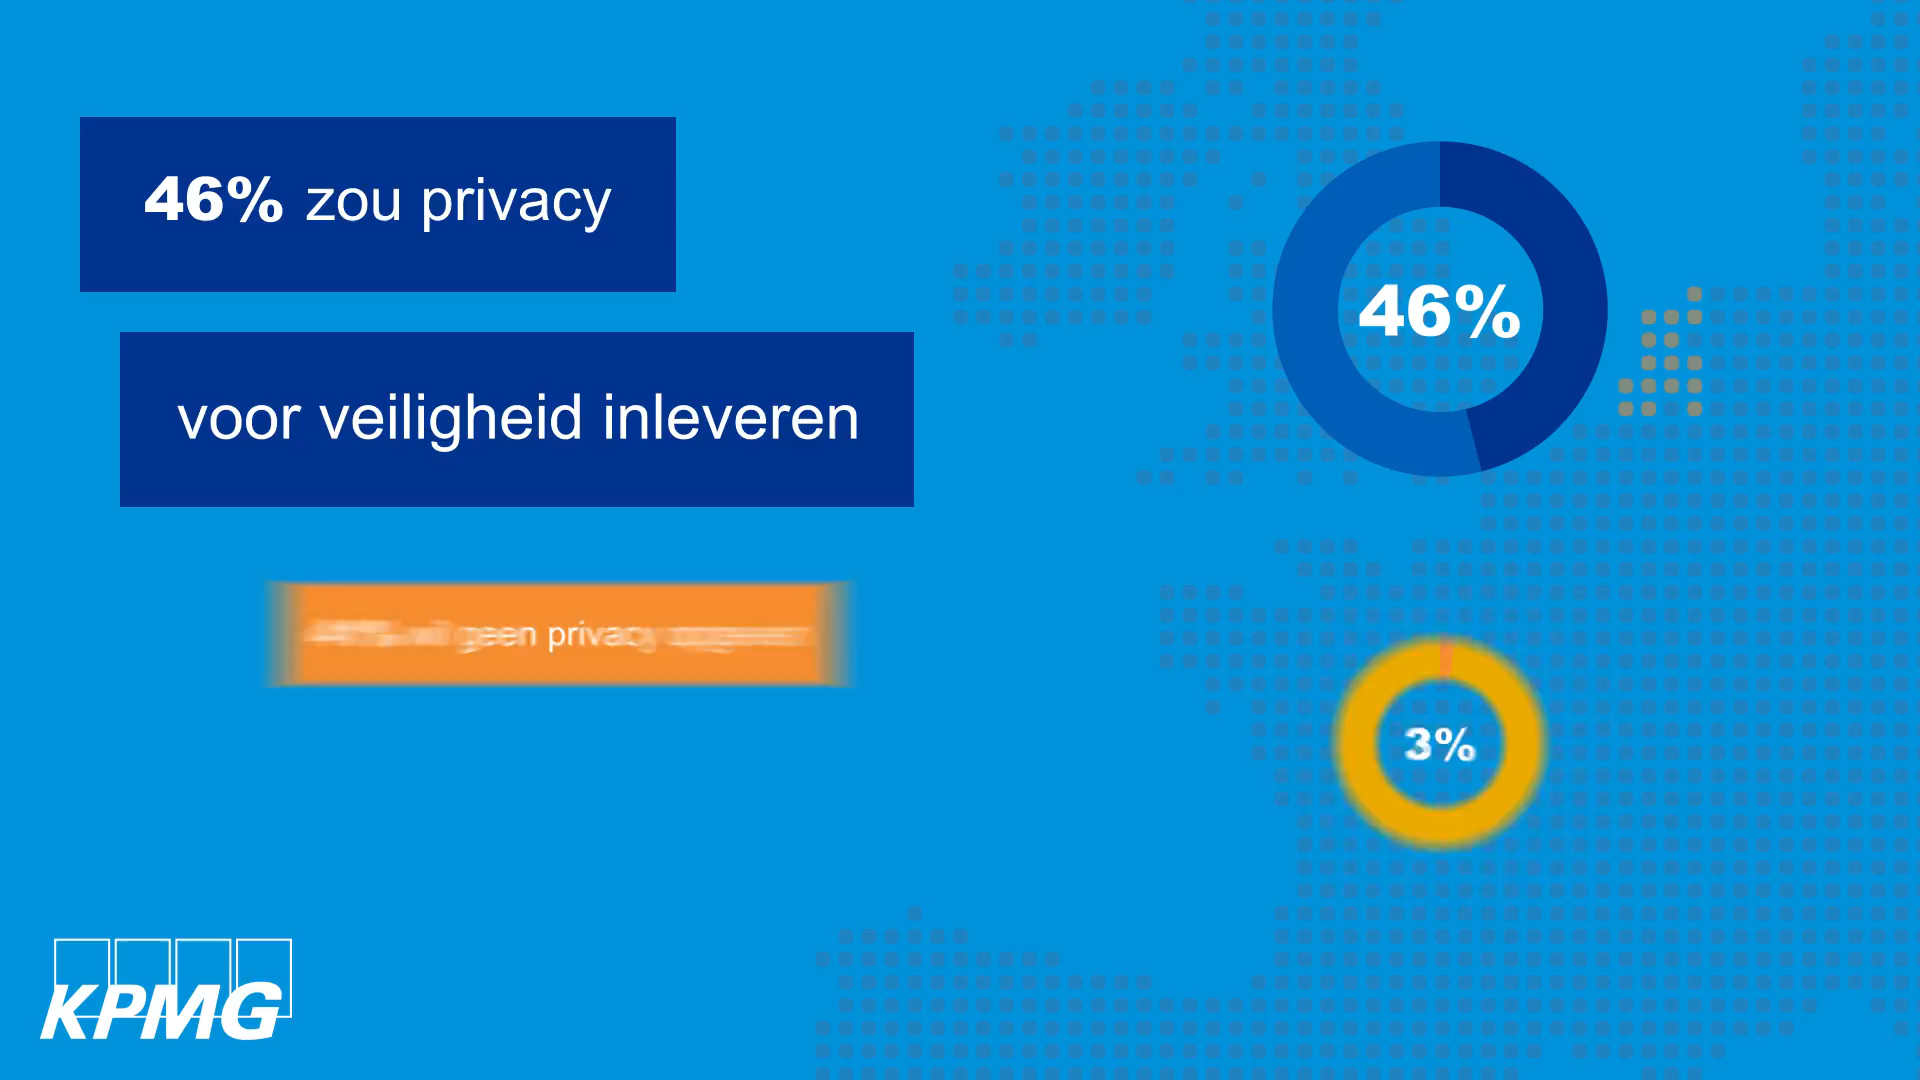 46% zou privacy
voor veiligheid inleveren
46%
geen privacy
3%
KPMG